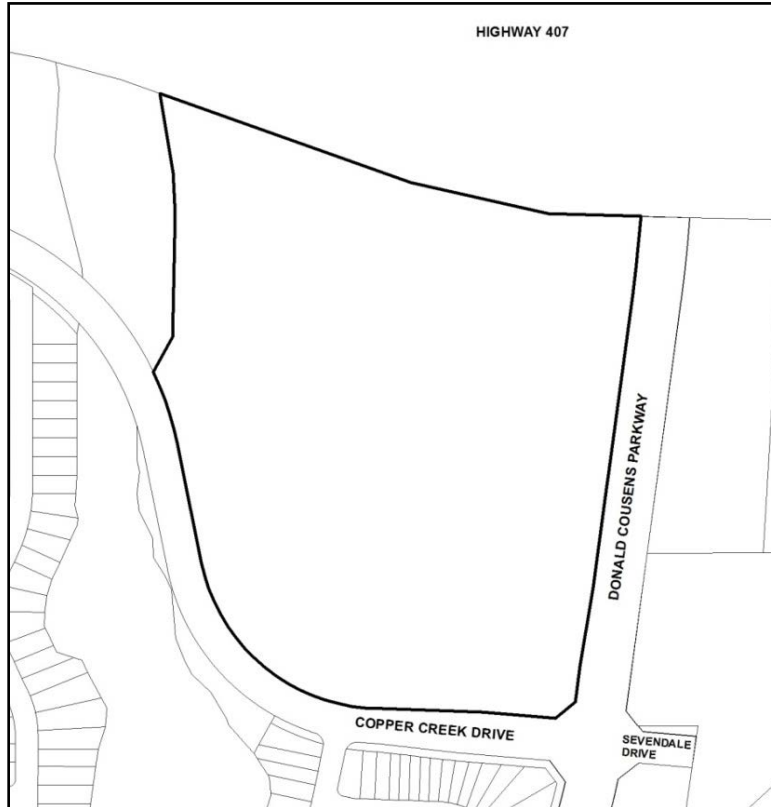 HIGHWAY 407
DONALD COUSENS PARKWAY
COPPER CREEK DRIVE
SEVENDALE
DRIVE